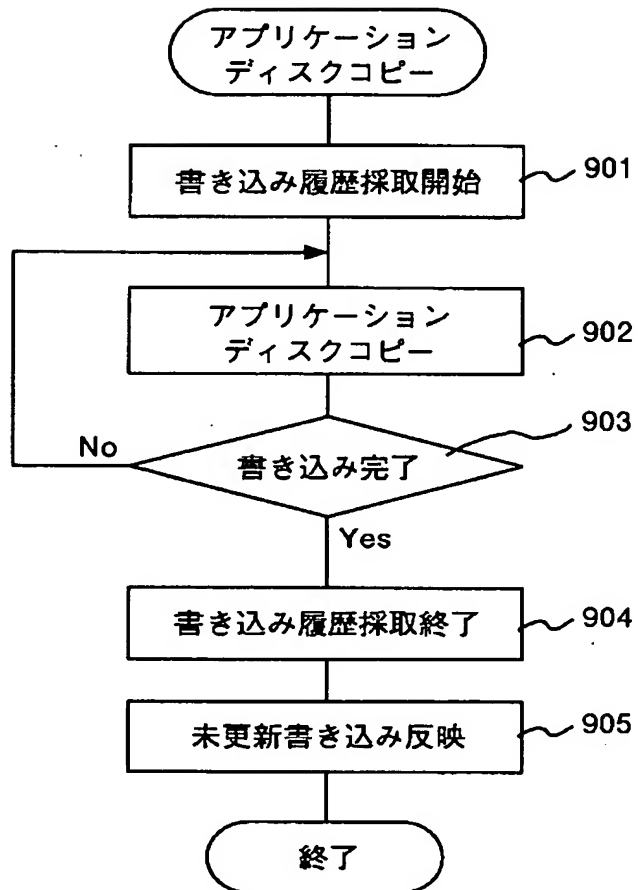 アプリケーション
ディスクコピー
書き込み履歴採取開始
901
アプリケーション
ディスクコピー
902
903
No
書き込み完了
Yes
書き込み履歴採取終了
904
未更新書き込み反映
905
終了